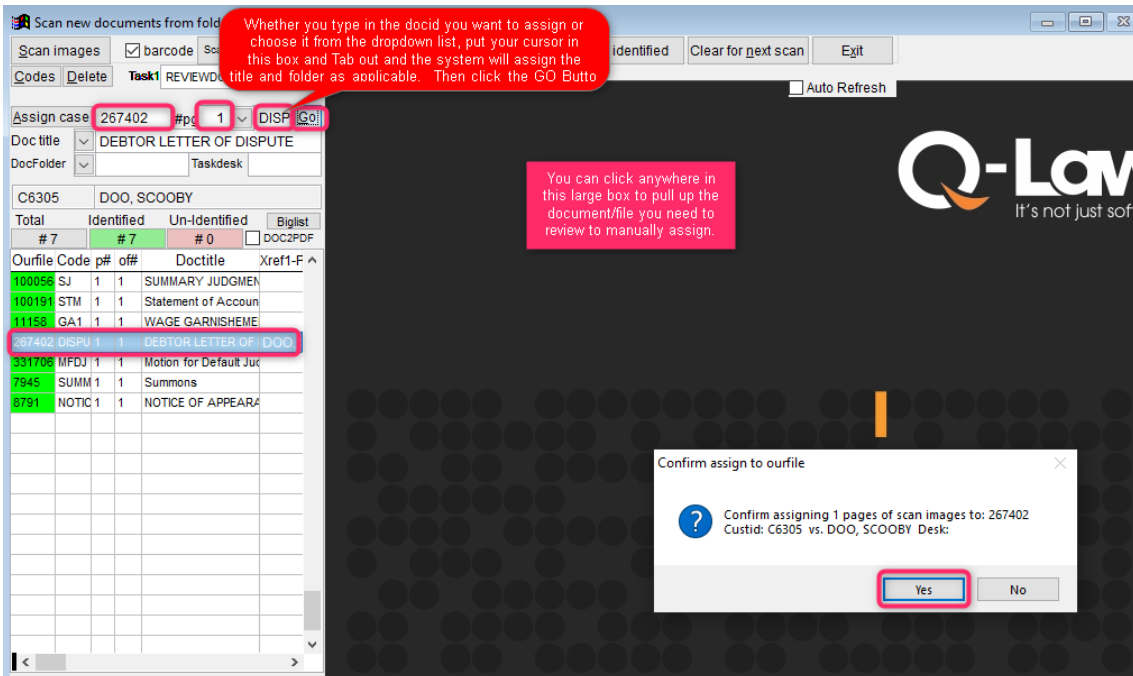 Scan new documents from fold
Whether you type in the docid you want to assign or
choose it from the dropdown list, put your cursor in
this box and Tab out and the system will assign the
title and folder as applicable. Then click the GO Butto
Scan images barcode identified Clear for next scan Exit
Codes Delete Task1
Auto Refresh
Assign case 267402 #pg 1 DISP Go
Doc title DEBTOR LETTER OF DISPUTE
DocFolder Taskdesk
C6305 DOO, SCOOBY
Total Identified Un-Identified Biglist
#7 #7 #0 DOC2PDF
Ourfile Code p# of# Doctitle Xref1-F
100056 SJ 1 1 SUMMARY JUDGMEN
100191 STM 1 1 Statement of Accoun
11158 GA1 1 1 WAGE GARNISHEME
267402 DISPU 1 1 DEBTOR LETTER OF DOO,
331706 MFDJ 1 1 Motion for Default Juc
7945 SUMM 1 1 Summons
8791 NOTIC 1 1 NOTICE OF APPEARA
You can click anywhere in
this large box to pull up the
document/file you need to
review to manually assign.
Q-Law
It's not just sof
Confirm assign to ourfile
Confirm assigning 1 pages of scan images to: 267402
Custid: C6305 vs. DOO, SCOOBY Desk:
Yes No